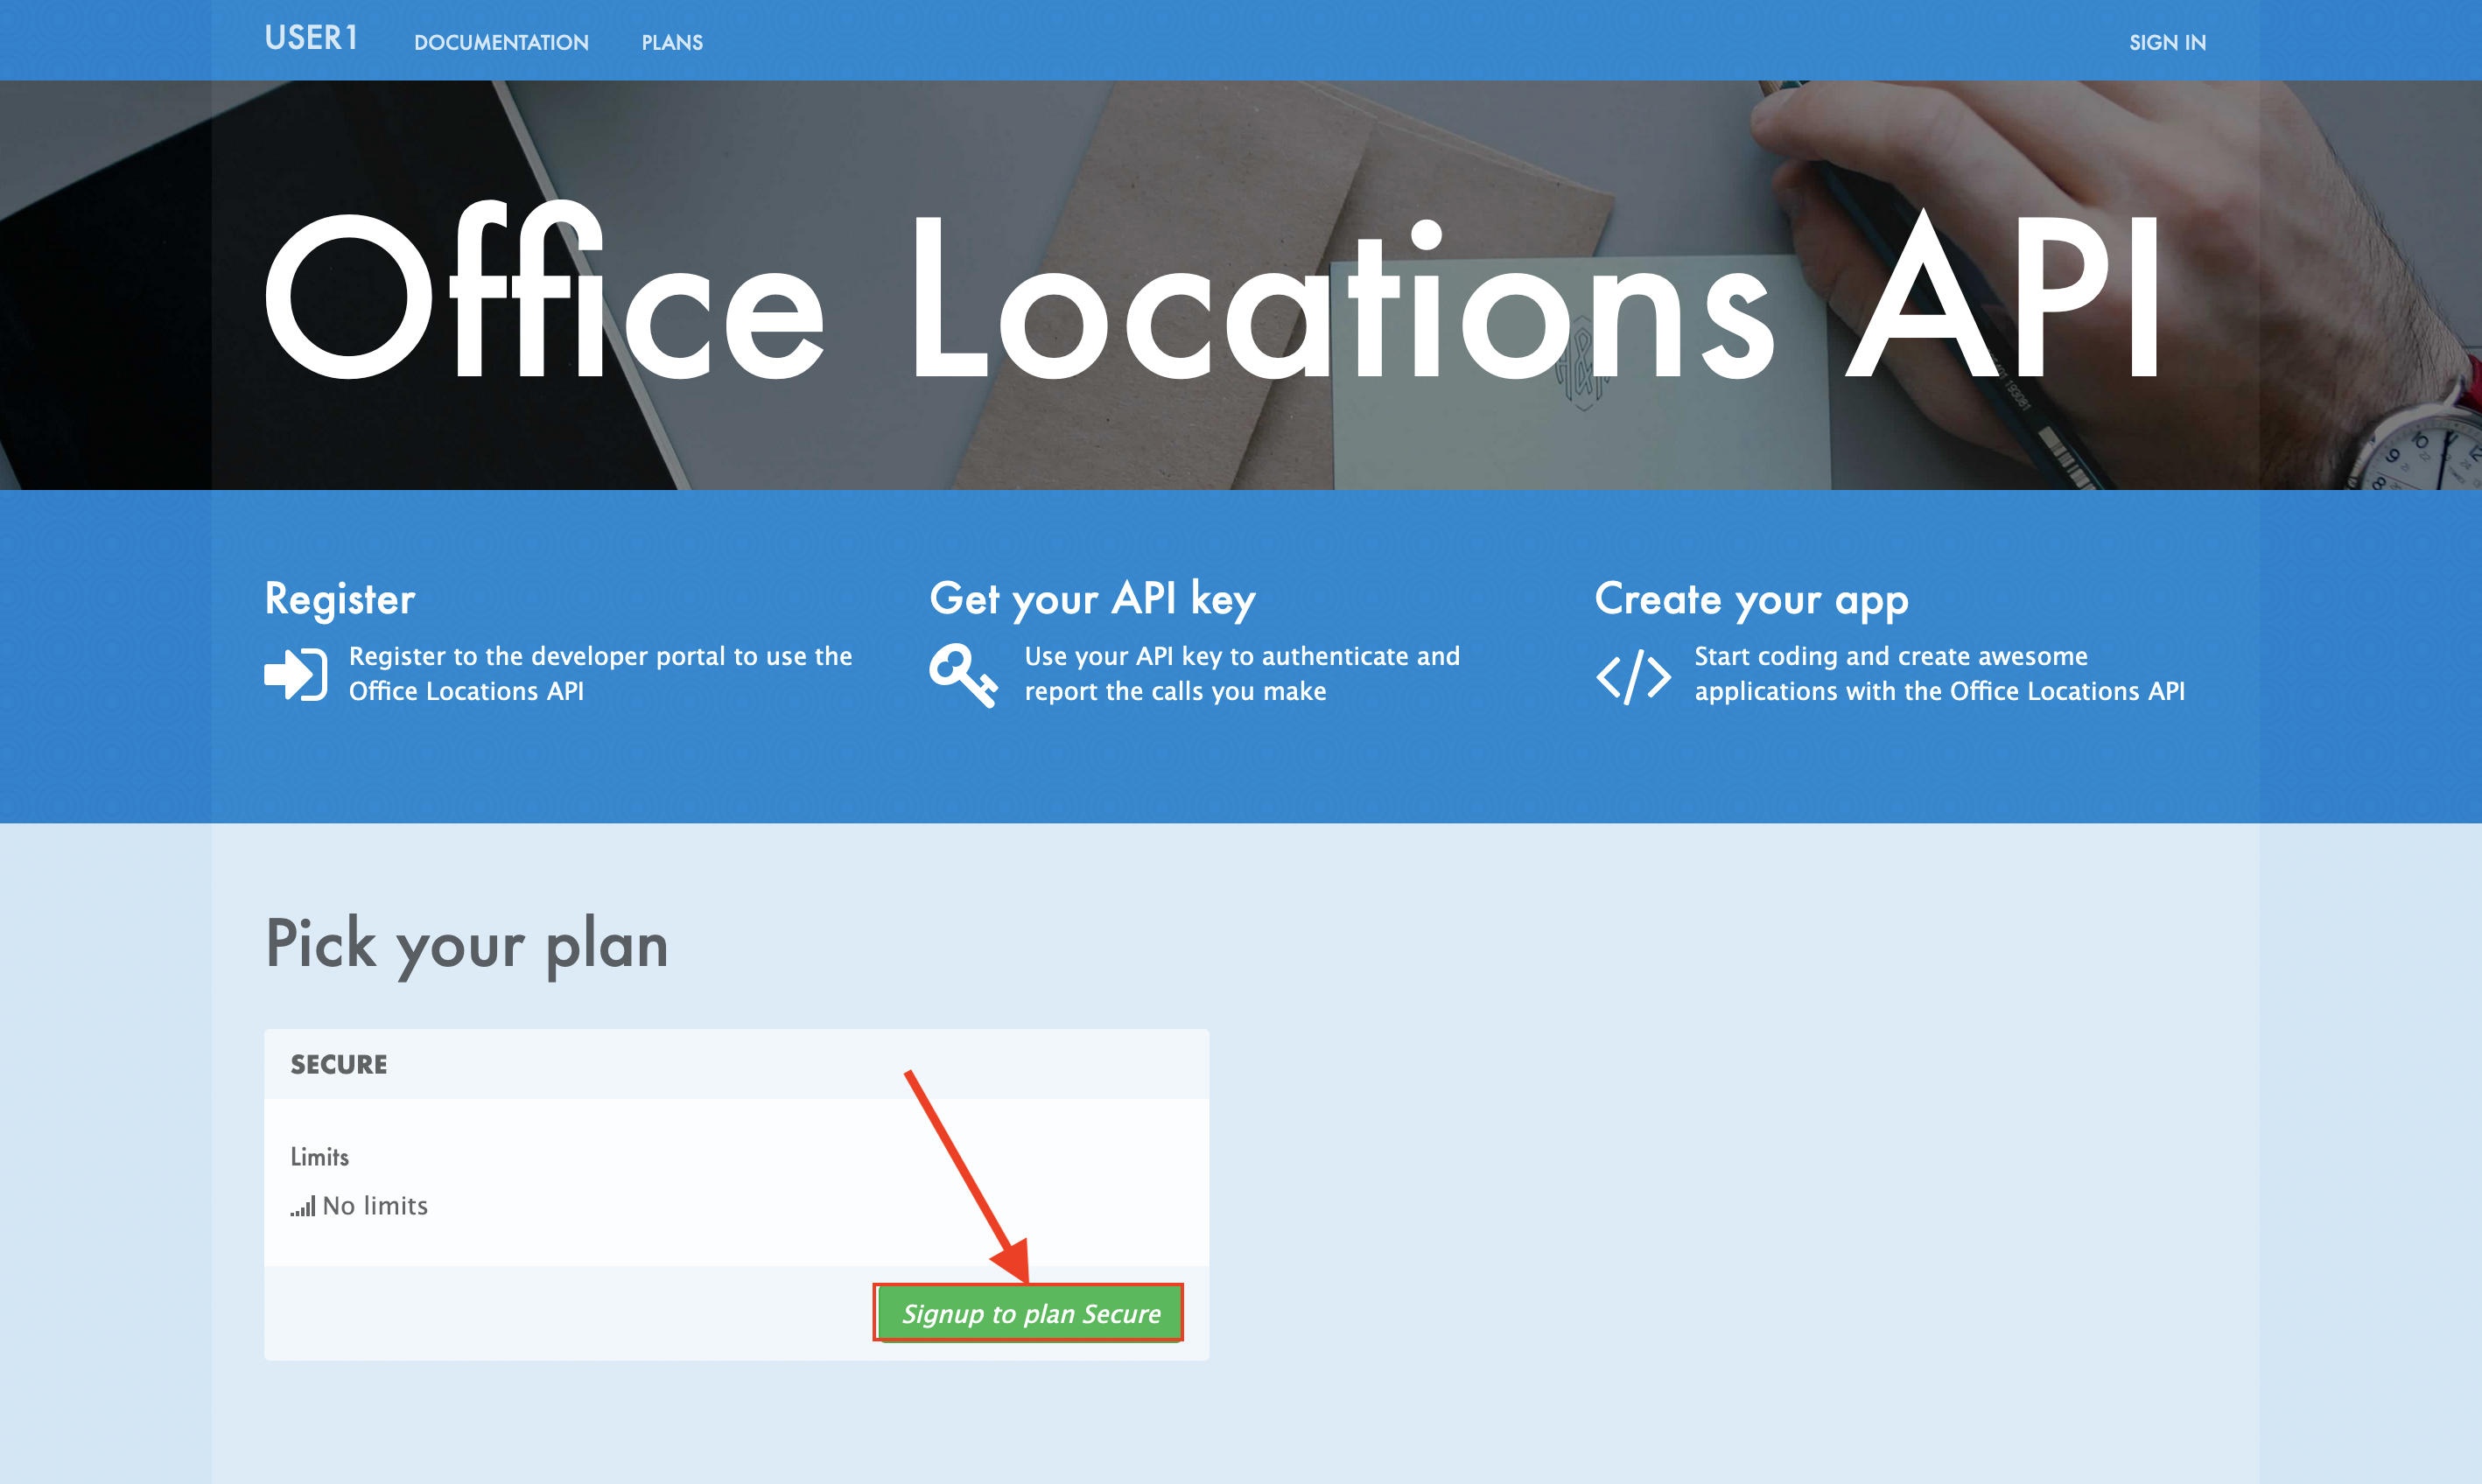 USER1 DOCUMENTATION PLANS SIGN IN
Office Locations API
Register
Register to the developer portal to use the
Office Locations API
Get your API key
Use your API key to authenticate and
report the calls you make
Create your app
Start coding and create awesome
applications with the Office Locations API
Pick your plan
SECURE
Limits
No limits
Signup to plan Secure